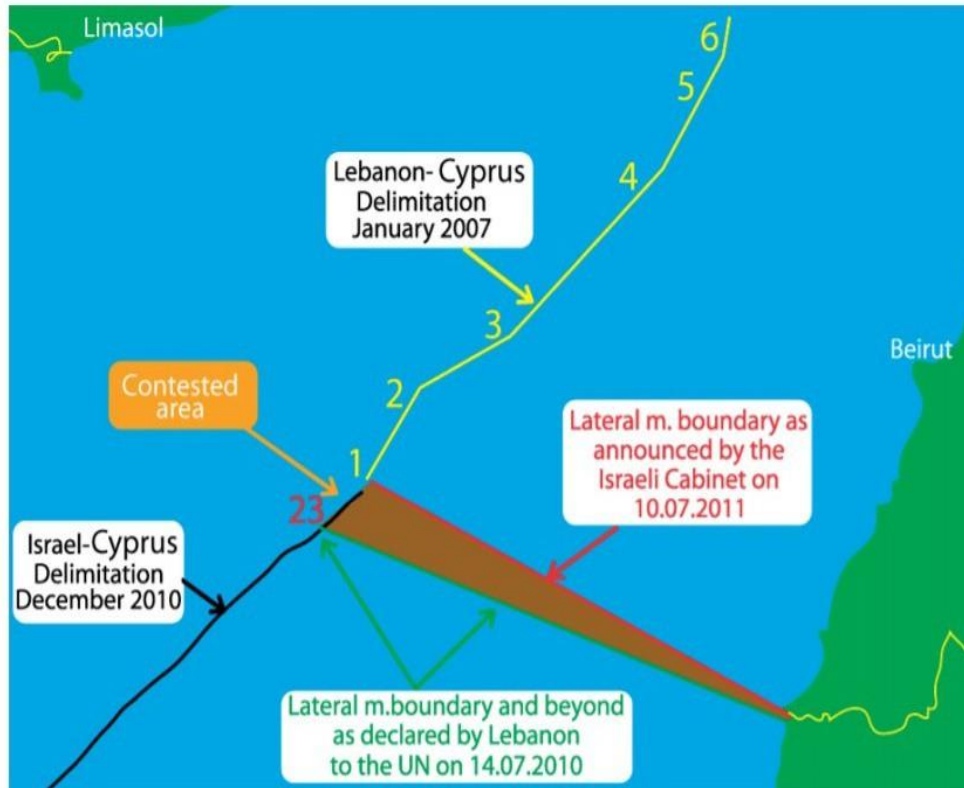 Limasol
6
5
Lebanon- Cyprus
Delimitation
January 2007
4
3
Beirut
Contested
area
2
Lateral m. boundary as
announced by the
Israeli Cabinet on
10.07.2011
1
23
Israel-Cyprus
Delimitation
December 2010
Lateral m.boundary and beyond
as declared by Lebanon
to the UN on 14.07.2010